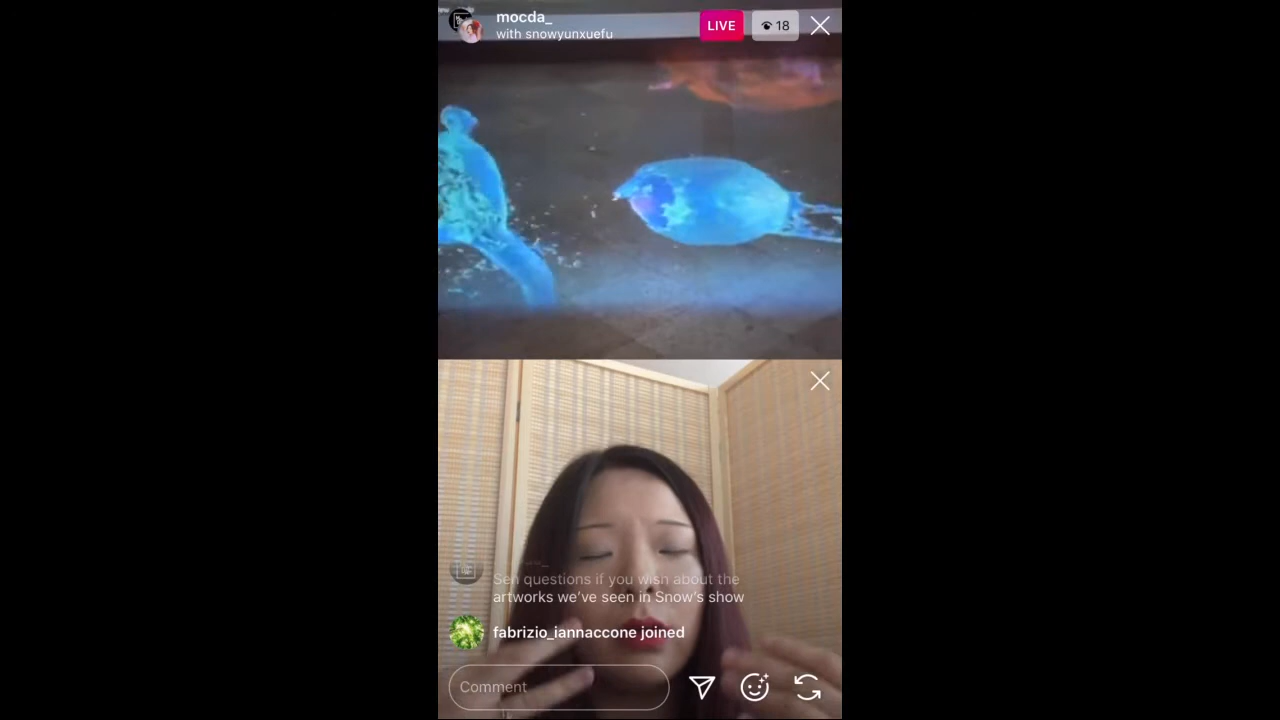 mocda_
with snowyunxuefu
LIVE
18
Sen questions if you wish about the
artworks we've seen in Snow's show
fabrizio_iannaccone joined
Comment